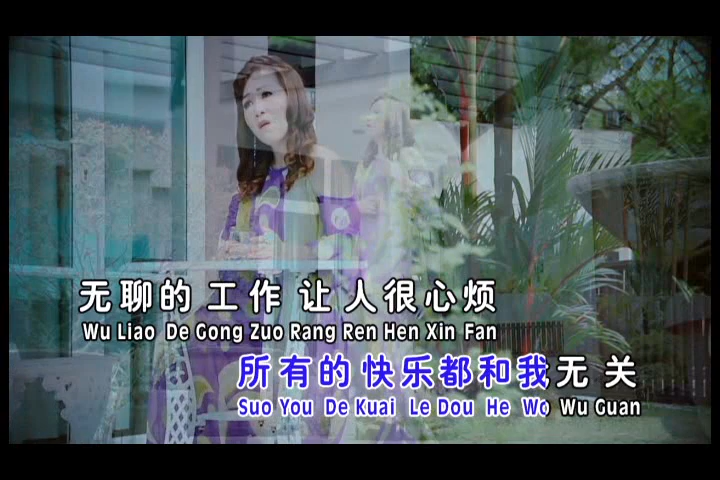 无聊的 工作 让 人很心烦
Wu Liao De Gong Zuo Rang Ren Hen Xin Fan
所有的 快乐都和我无 关
Suo You De Kuai Le Dou He Wo Wu Guan